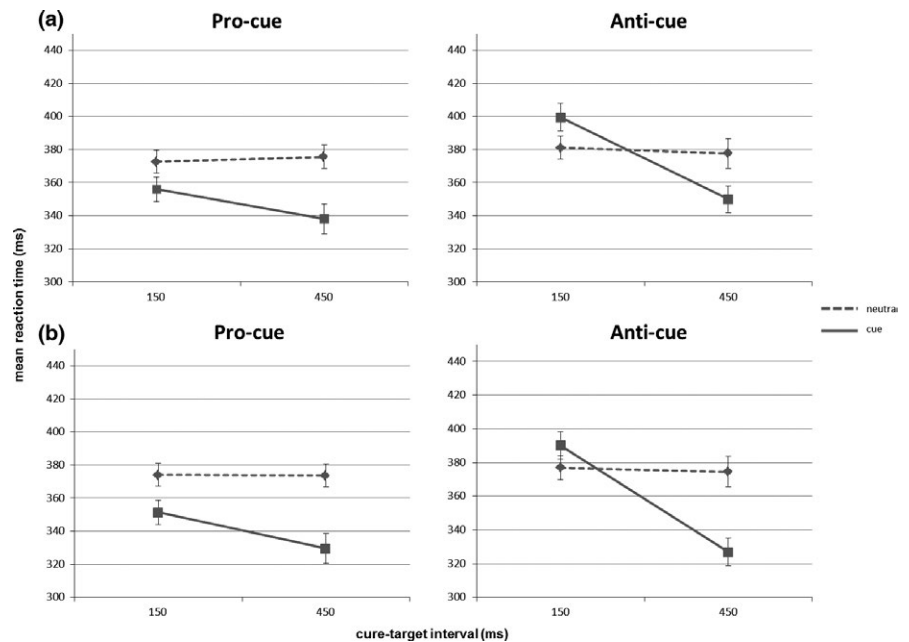 (a) Pro-cue Anti-cue
440 440
420 420
400 400
380 380
360 360
340 340
320 320
300 300
150 450 150 450
mean reaction time (ms)
neutral
cue
(b) Pro-cue Anti-cue
440 440
420 420
400 400
380 380
360 360
340 340
320 320
300 300
150 450 150 450
cure-target interval (ms)